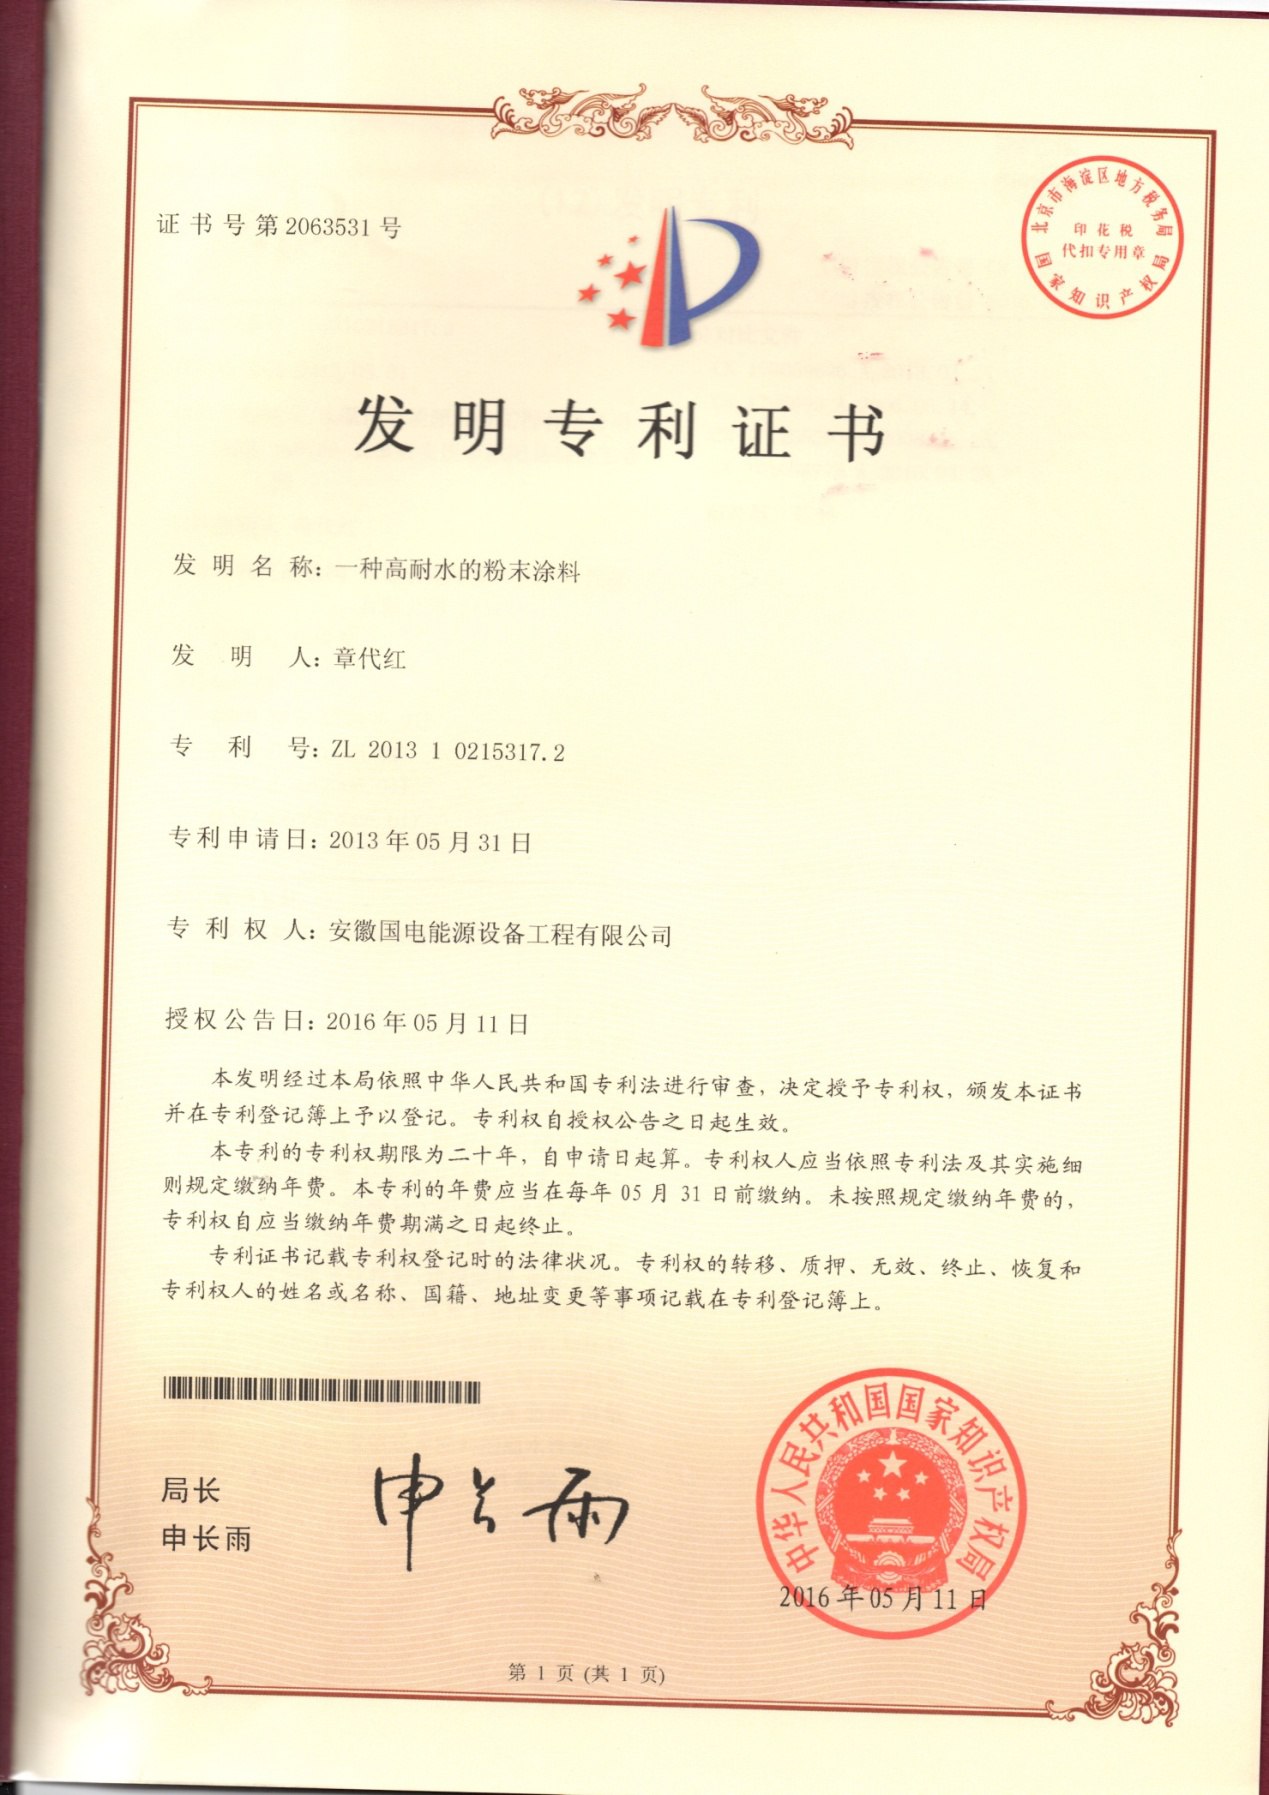 证书号第2063531号
北京市海淀区地方税务局
印花税
代扣专用章
国家知识产权局
发明专利证书
发明名称：一种高耐水的粉末涂料
发明人：章代红
专利号：ZL 2013 1 0215317.2
专利申请日：2013年05月31日
专利权人：安徽国电能源设备工程有限公司
授权公告日：2016年05月11日
本发明经过本局依照中华人民共和国专利法进行审查，决定授予专利权，颁发本证书
并在专利登记簿上予以登记。专利权自授权公告之日起生效。
本专利的专利权期限为二十年，自申请日起算。专利权人应当依照专利法及其实施细
则规定缴纳年费。本专利的年费应当在每年05月31日前缴纳。未按照规定缴纳年费的，
专利权自应当缴纳年费期满之日起终止。
专利证书记载专利权登记时的法律状况。专利权的转移、质押、无效、终止、恢复和
专利权人的姓名或名称、国籍、地址变更等事项记载在专利登记簿上。
局长
申长雨
申长雨
中华人民共和国国家知识产权局
2016年05月11日
第 1 页 (共 1 页)